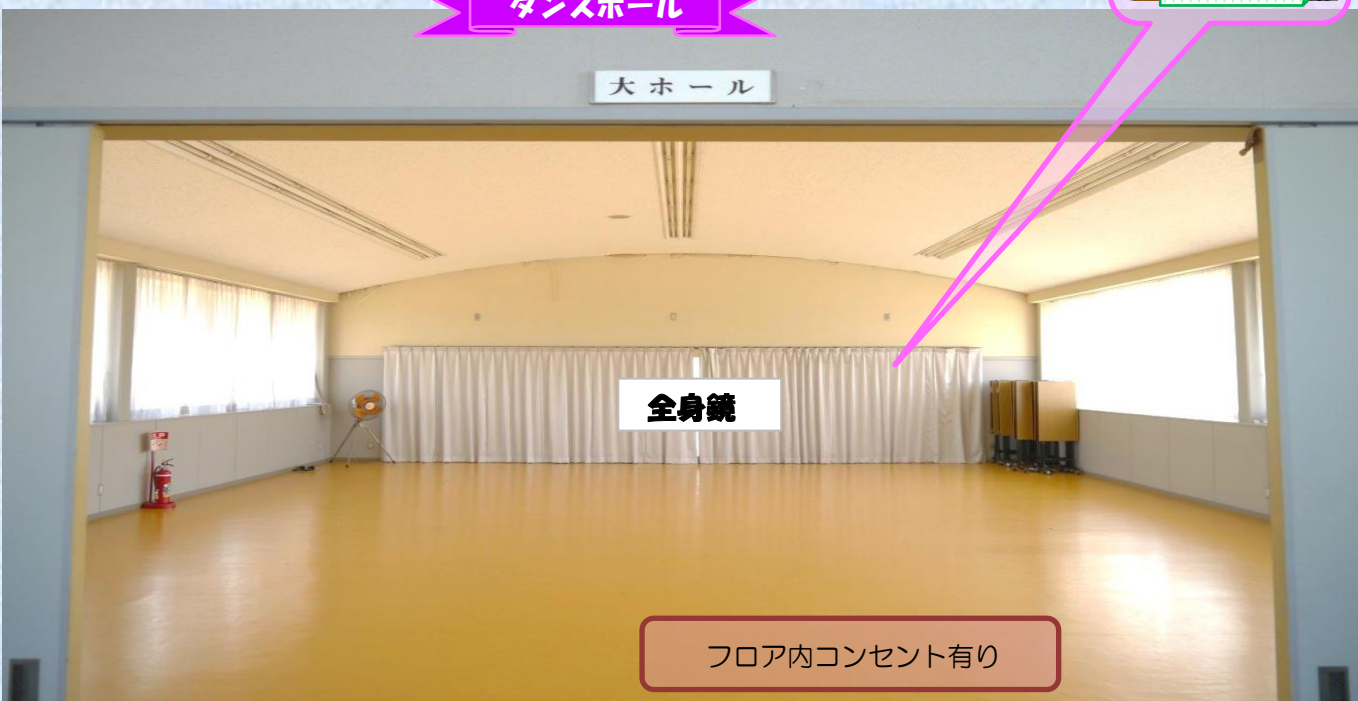 ダンスホール
大ホール
全身鏡
フロア内コンセント有り